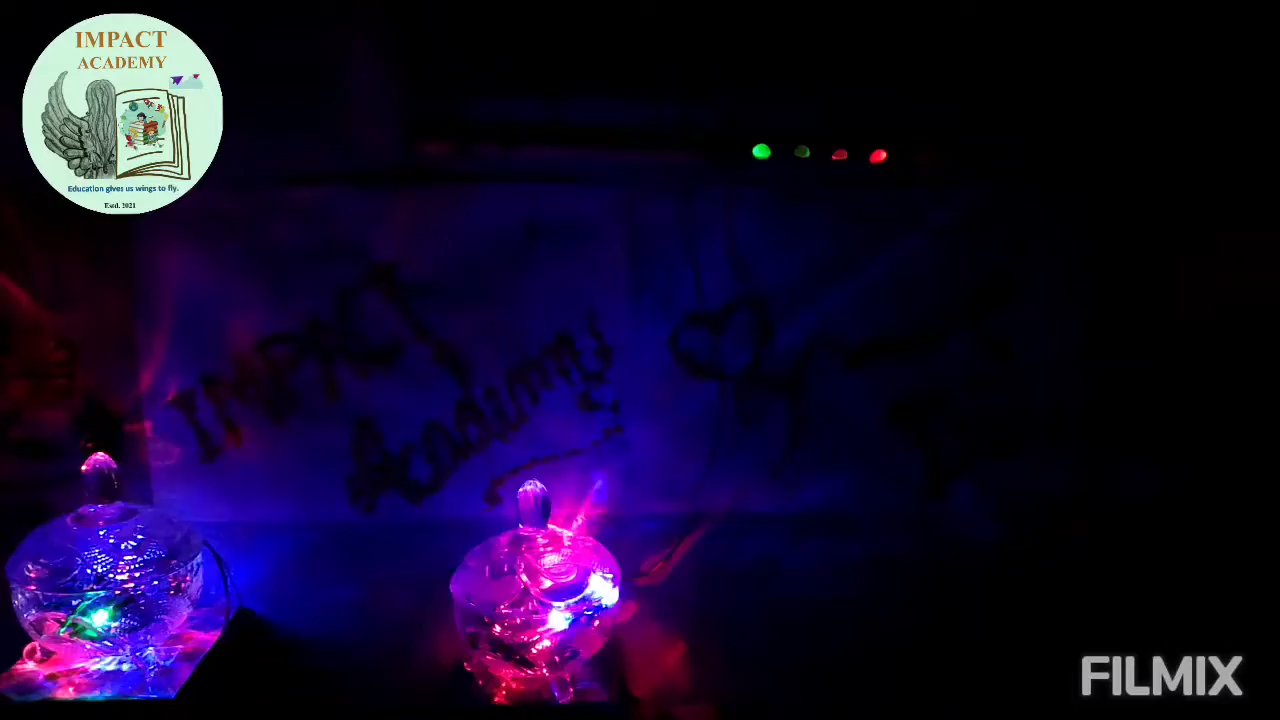 IMPACT
ACADEMY
Education gives us wings to fly.
Estd. 2021
IMPACT
Academy
FILMIX